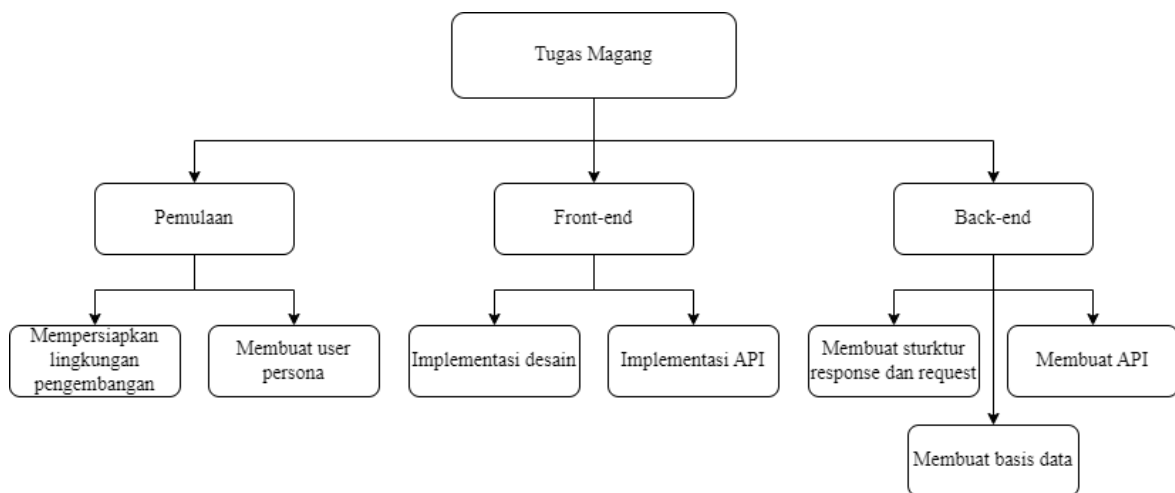 Tugas Magang
Pemulaan
Front-end
Back-end
Mempersiapkan
lingkungan
pengembangan
Membuat user
persona
Implementasi desain
Implementasi API
Membuat sturktur
response dan request
Membuat API
Membuat basis data